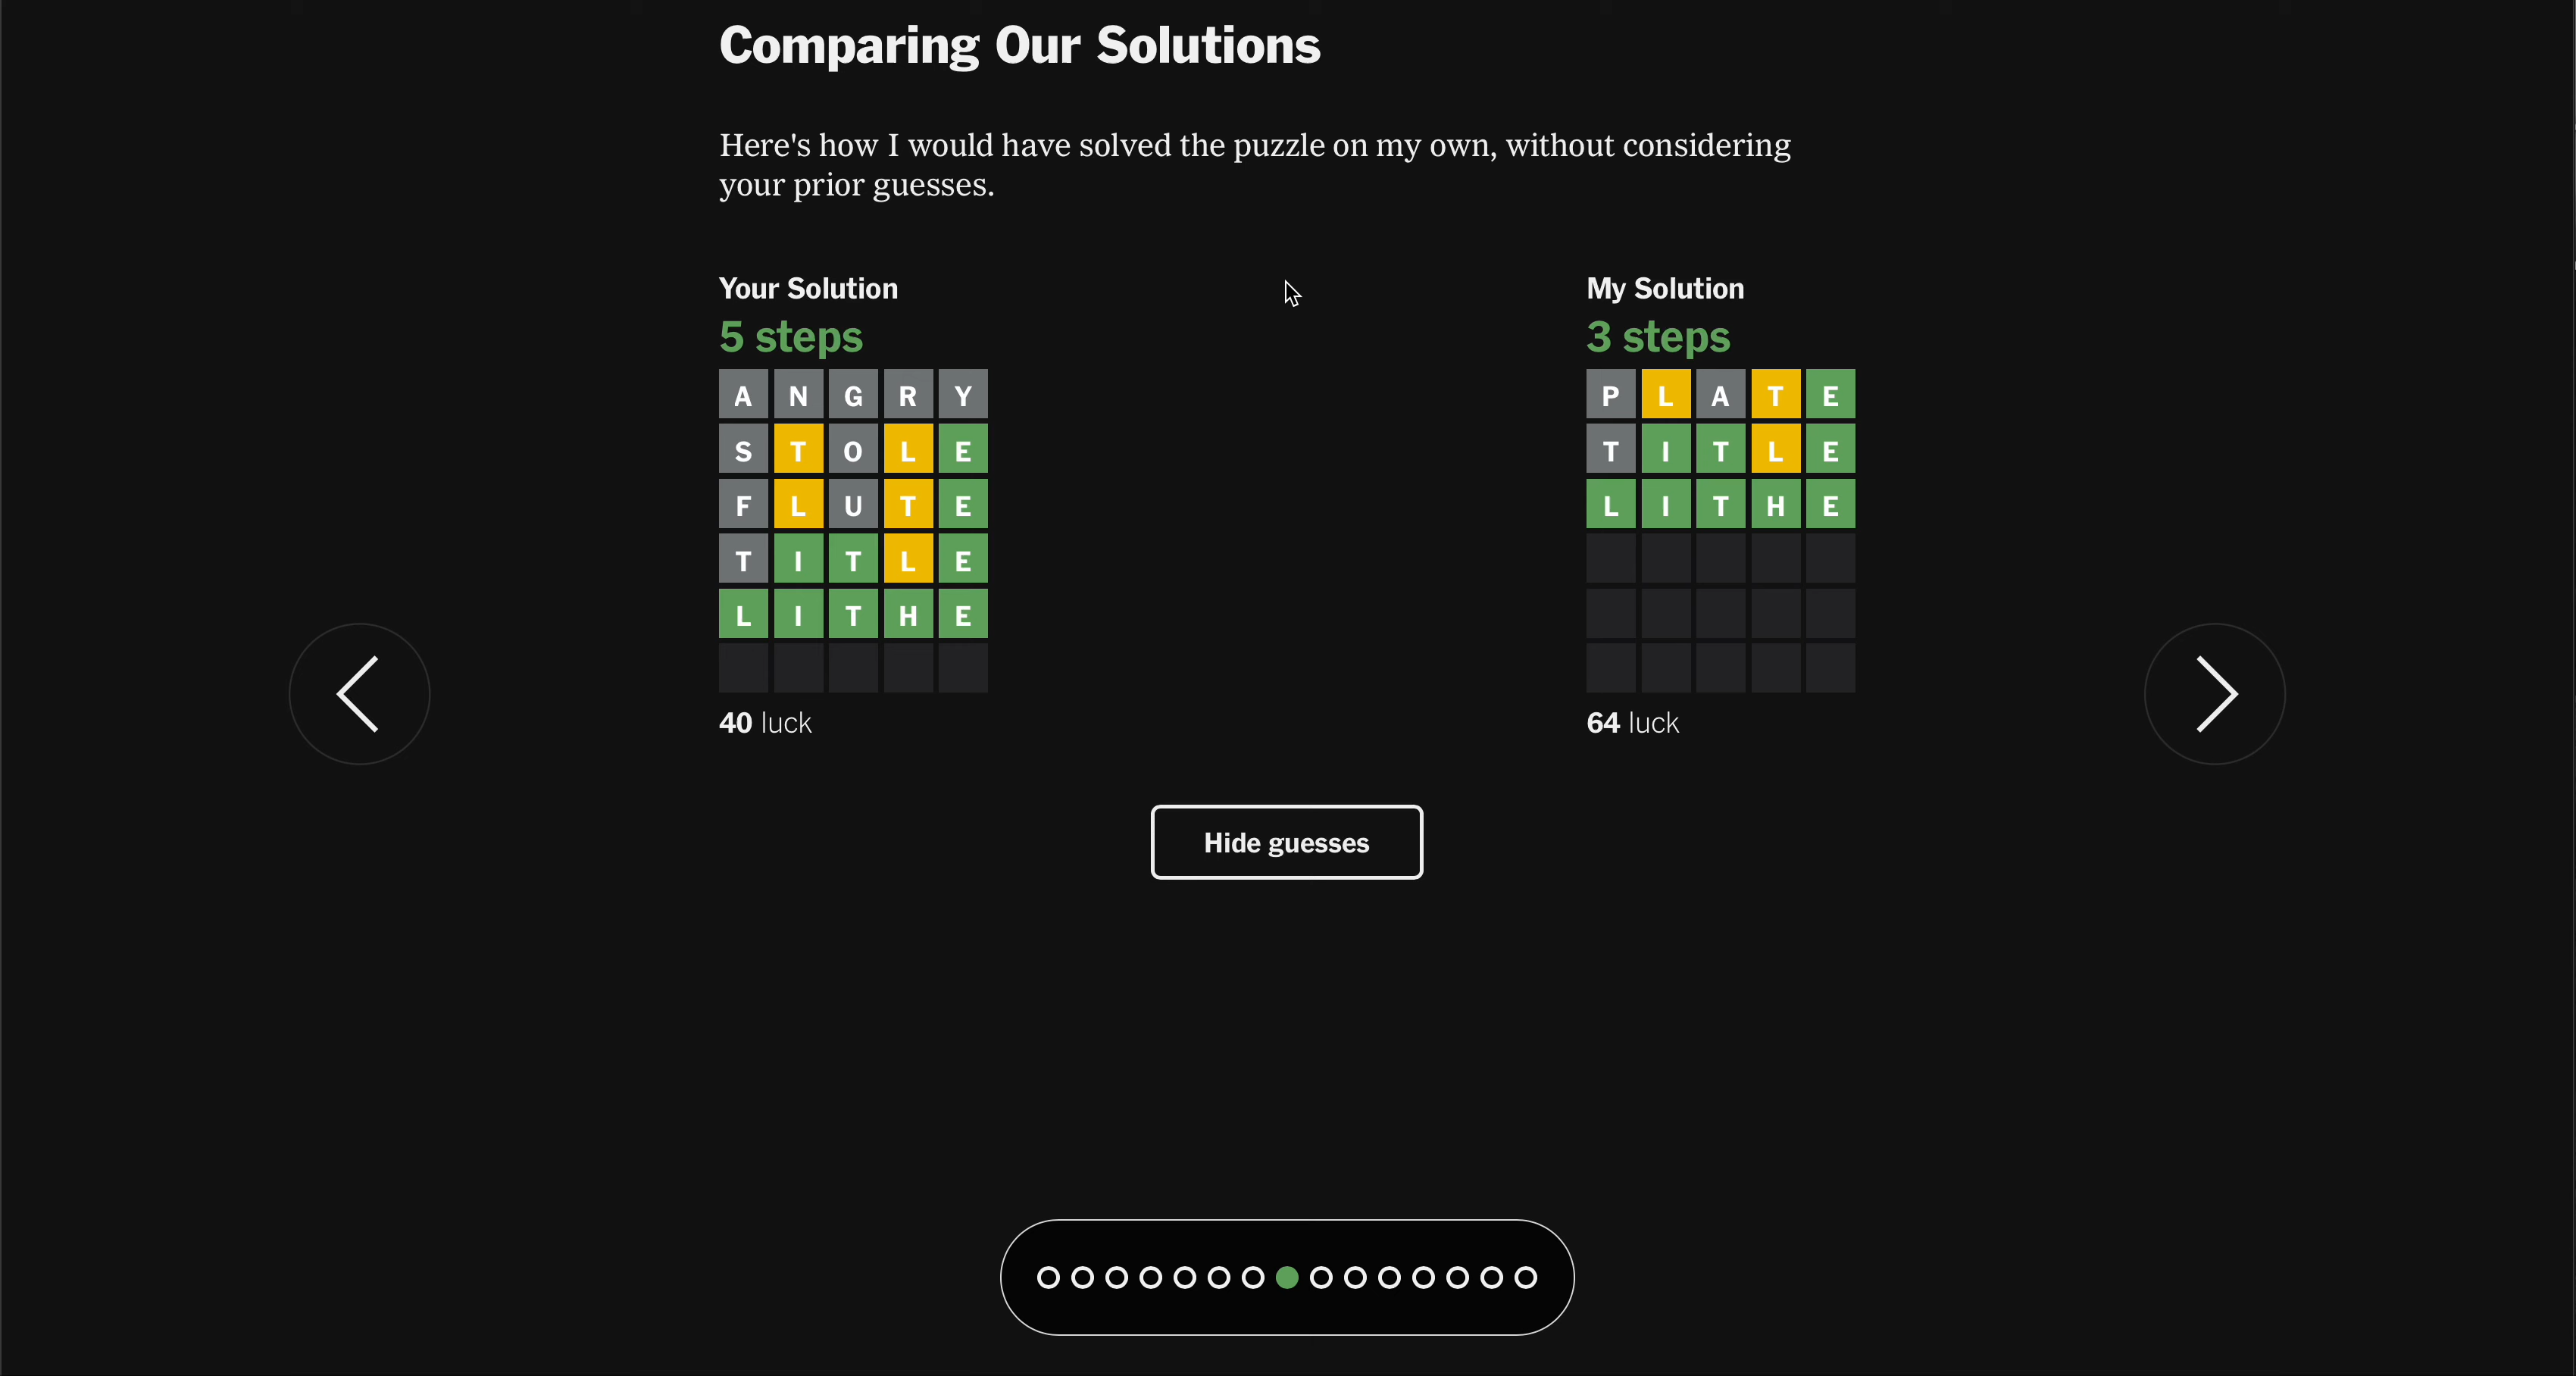 Comparing Our Solutions
Here's how I would have solved the puzzle on my own, without considering
your prior guesses.
Your Solution
5 steps
A N G R Y
S T O L E
F L U T E
T I T L E
L I T H E
40 luck
My Solution
3 steps
P L A T E
T I T L E
L I T H E
64 luck
Hide guesses